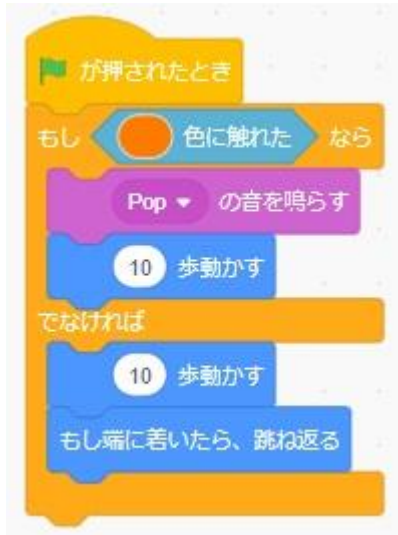 が押されたとき
もし 色に触れた なら
Pop の音を鳴らす
10 歩動かす
でなければ
10 歩動かす
もし端に着いたら、跳ね返る